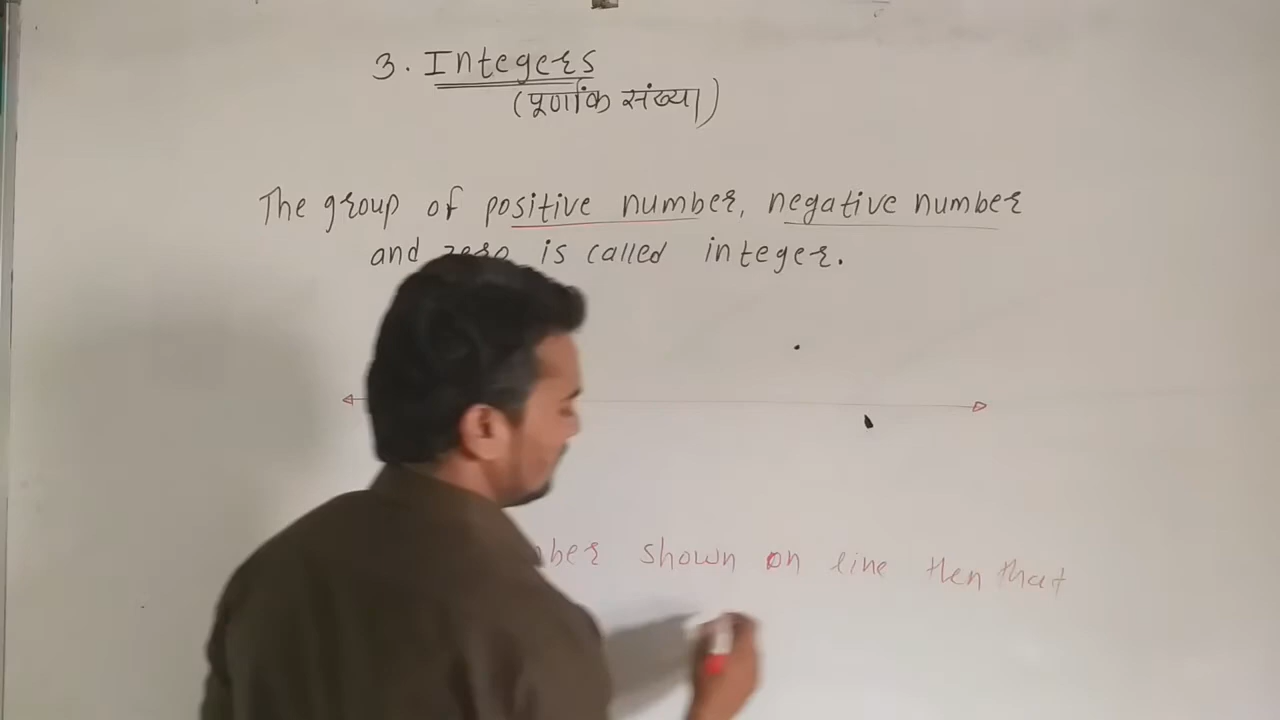 3. Integers
(पूर्णांक संख्या)
The group of positive number, negative number
and zero is called integer.
shown on line then that